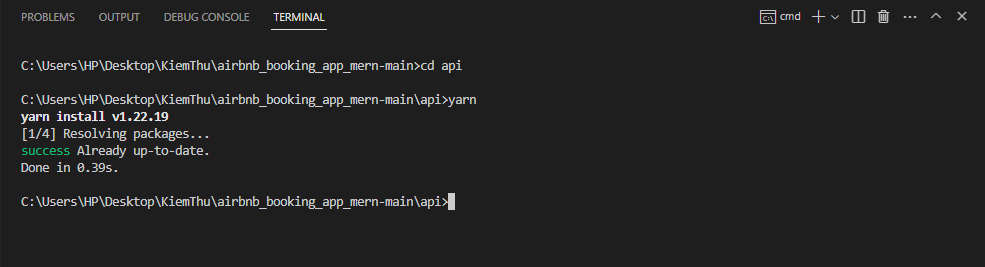 PROBLEMS OUTPUT DEBUG CONSOLE TERMINAL cmd
C:\Users\HP\Desktop\KiemThu\airbnb_booking_app_mern-main>cd api
C:\Users\HP\Desktop\KiemThu\airbnb_booking_app_mern-main\api>yarn
yarn install v1.22.19
[1/4] Resolving packages...
success Already up-to-date.
Done in 0.39s.
C:\Users\HP\Desktop\KiemThu\airbnb_booking_app_mern-main\api>